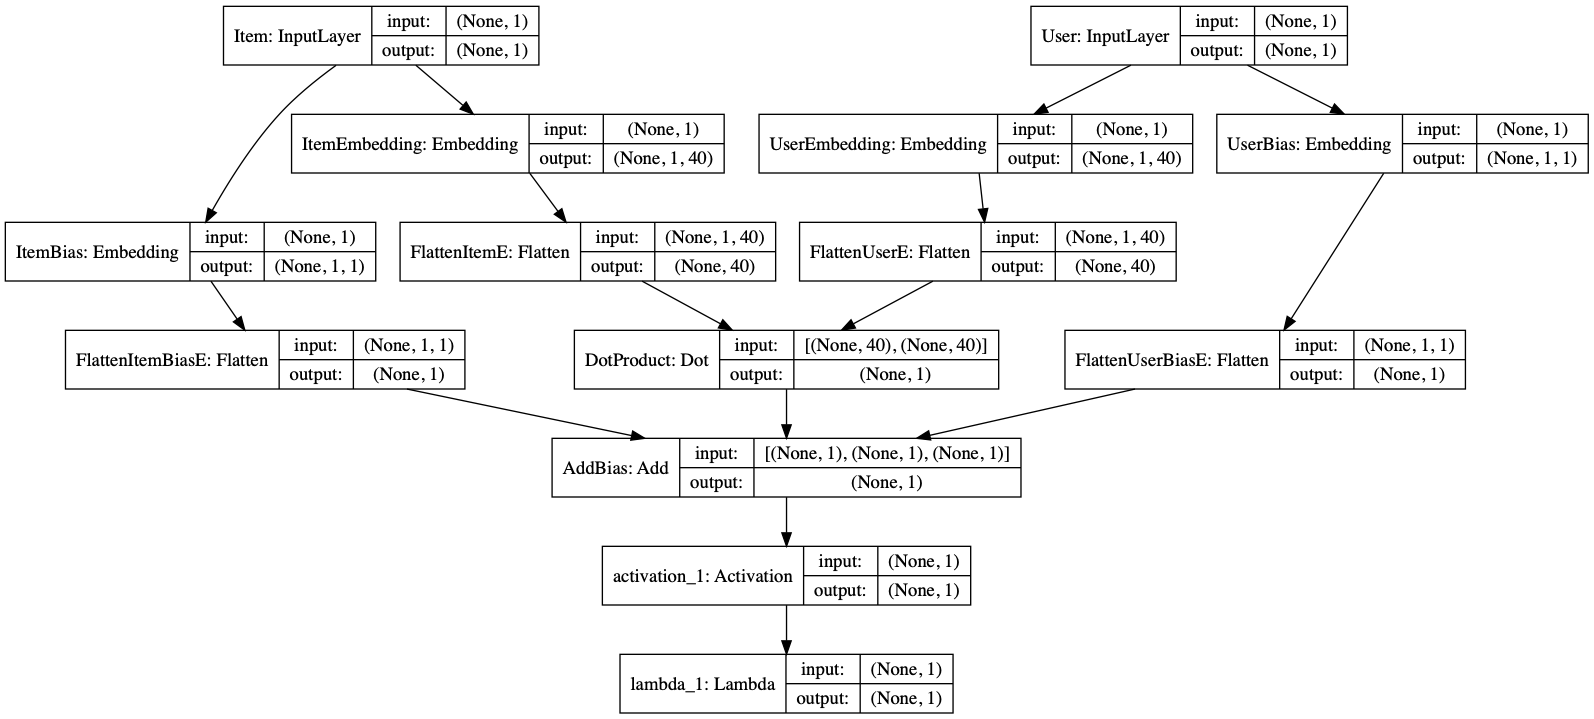 Item: InputLayer
input: (None, 1)
output: (None, 1)
User: InputLayer
input: (None, 1)
output: (None, 1)
ItemEmbedding: Embedding
input: (None, 1)
output: (None, 1, 40)
UserEmbedding: Embedding
input: (None, 1)
output: (None, 1, 40)
UserBias: Embedding
input: (None, 1)
output: (None, 1, 1)
ItemBias: Embedding
input: (None, 1)
output: (None, 1, 1)
FlattenItemE: Flatten
input: (None, 1, 40)
output: (None, 40)
FlattenUserE: Flatten
input: (None, 1, 40)
output: (None, 40)
FlattenItemBiasE: Flatten
input: (None, 1, 1)
output: (None, 1)
DotProduct: Dot
input: [(None, 40), (None, 40)]
output: (None, 1)
FlattenUserBiasE: Flatten
input: (None, 1, 1)
output: (None, 1)
AddBias: Add
input: [(None, 1), (None, 1), (None, 1)]
output: (None, 1)
activation_1: Activation
input: (None, 1)
output: (None, 1)
lambda_1: Lambda
input: (None, 1)
output: (None, 1)